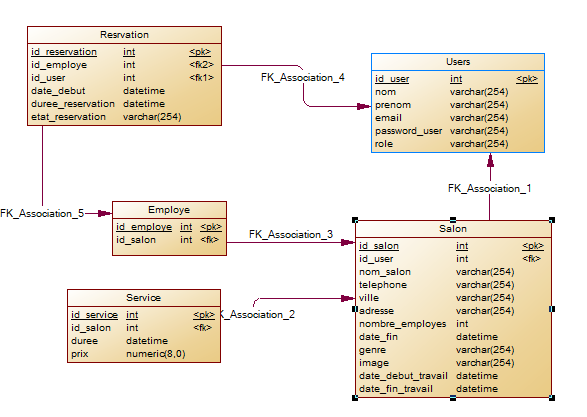 Resrvation
id_reservation int <pk>
id_employe int <fk2>
id_user int <fk1>
date_debut datetime
duree_reservation datetime
etat_reservation varchar(254)
Users
id_user int <pk>
nom varchar(254)
prenom varchar(254)
email varchar(254)
password_user varchar(254)
role varchar(254)
FK_Association_4
FK_Association_1
FK_Association_5
Employe
id_employe int <pk>
id_salon int <fk>
FK_Association_3
Salon
id_salon int <pk>
id_user int <fk>
nom_salon varchar(254)
telephone varchar(254)
ville varchar(254)
adresse varchar(254)
nombre_employes int
date_fin datetime
genre varchar(254)
image varchar(254)
date_debut_travail datetime
date_fin_travail datetime
Service
id_service int <pk>
id_salon int <fk>
duree datetime
prix numeric(8,0)
K_Association_2